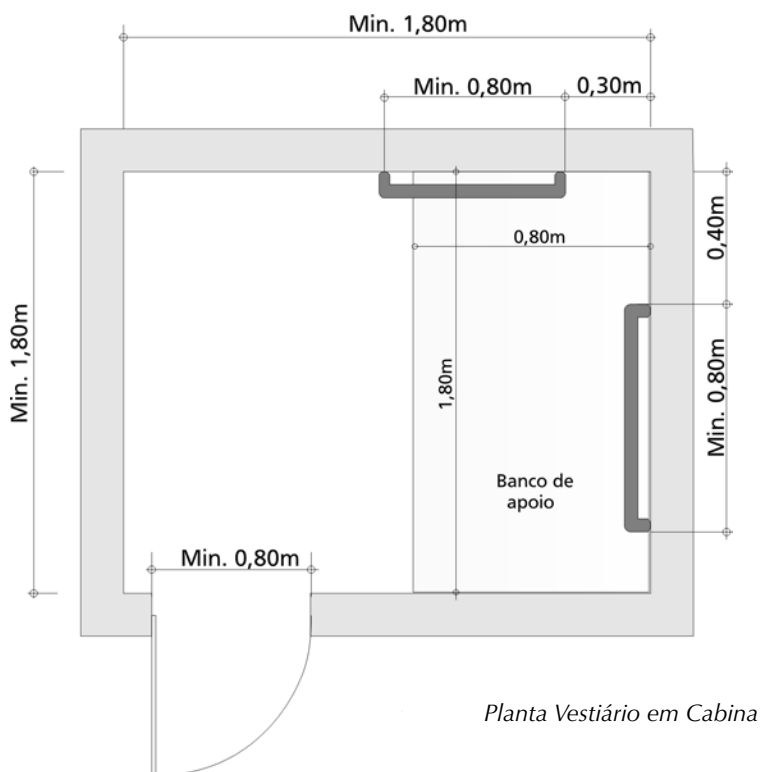 Min. 1,80m
Min. 0,80m
0,30m
0,80m
0,40m
Min. 1,80m
1,80m
Min. 0,80m
Banco de
apoio
Min. 0,80m
Planta Vestiário em Cabina